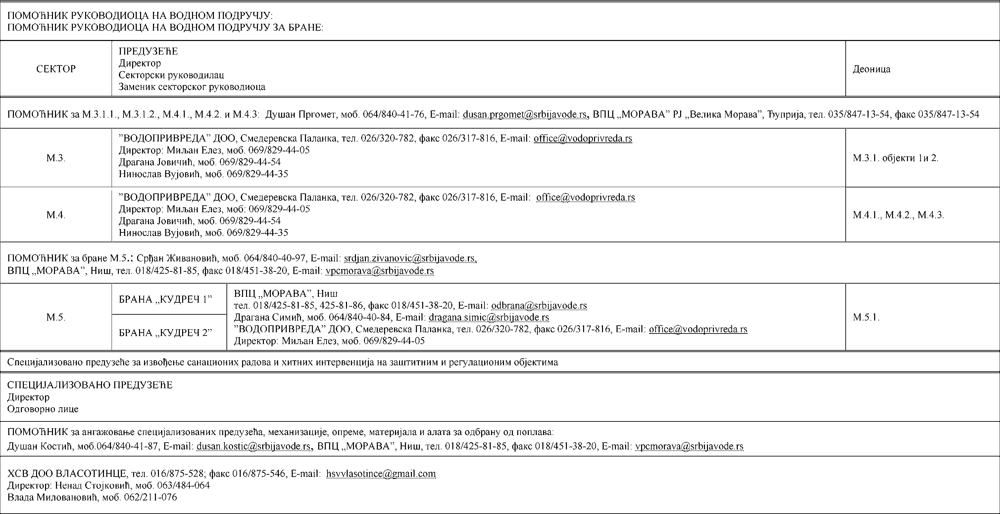 ПОМОЋНИК РУКОВОДИОЦА НА ВОДНОМ ПОДРУЧЈУ:
ПОМОЋНИК РУКОВОДИОЦА НА ВОДНОМ ПОДРУЧЈУ ЗА БРАНЕ:
СЕКТОР
ПРЕДУЗЕЋЕ
Директор
Секторски руководилац
Заменик секторског руководиоца
Деоница
ПОМОЋНИК за М.3.1.1., М.3.1.2., М.4.1., М.4.2. и М.4.3: Душан Пргомет, моб. 064/840-41-76, E-mail: dusan.prgomet@srbijavode.rs, ВПЦ „МОРАВА” РЈ „Велика Морава”, Ћуприја, тел. 035/847-13-54, факс 035/847-13-54
М.3.
”ВОДОПРИВРЕДА” ДОО, Смедеревска Паланка, тел. 026/320-782, факс 026/317-816, E-mail: office@vodoprivreda.rs
Директор: Миљан Елез, моб. 069/829-44-05
Драгана Јовичић, моб. 069/829-44-54
Нинослав Вујовић, моб. 069/829-44-35
М.3.1. објекти 1и 2.
М.4.
”ВОДОПРИВРЕДА” ДОО, Смедеревска Паланка, тел. 026/320-782, факс 026/317-816, E-mail: office@vodoprivreda.rs
Директор: Миљан Елез, моб: 069/829-44-05
Драгана Јовичић, моб. 069/829-44-54
Нинослав Вујовић, моб. 069/829-44-35
М.4.1., М.4.2., М.4.3.
ПОМОЋНИК за бране М.5.: Срђан Живановић, моб. 064/840-40-97, E-mail: srdjan.zivanovic@srbijavode.rs,
ВПЦ „МОРАВА”, Ниш, тел. 018/425-81-85, факс 018/451-38-20, E-mail: vpcmorava@srbijavode.rs
М.5.
БРАНА „КУДРЕЧ 1”
БРАНА „КУДРЕЧ 2”
ВПЦ „МОРАВА”, Ниш
тел. 018/425-81-85, 425-81-86, факс 018/451-38-20, E-mail: odbrana@srbijavode.rs
Драгана Симић, моб. 064/840-40-84, E-mail: dragana.simic@srbijavode.rs
”ВОДОПРИВРЕДА” ДОО, Смедеревска Паланка, тел. 026/320-782, факс 026/317-816, E-mail: office@vodoprivreda.rs
Директор: Миљан Елез, моб. 069/829-44-05
М.5.1.
Специјализовано предузеће за извођење санационих радова и хитних интервенција на заштитним и регулационим објектима
СПЕЦИЈАЛИЗОВАНО ПРЕДУЗЕЋЕ
Директор
Одговорно лице
ПОМОЋНИК за ангажовање специјализованих предузећа, механизације, опреме, материјала и алата за одбрану од поплава:
Душан Костић, моб.064/840-41-87, E-mail: dusan.kostic@srbijavode.rs, ВПЦ „МОРАВА”, Ниш, тел. 018/425-81-85, факс 018/451-38-20, E-mail: vpcmorava@srbijavode.rs
ХСВ ДОО ВЛАСОТИНЦЕ, тел. 016/875-528; факс 016/875-546, E-mail: hsvvlasotince@gmail.com
Директор: Ненад Стојковић, моб. 063/484-064
Влада Миловановић, моб. 062/211-076